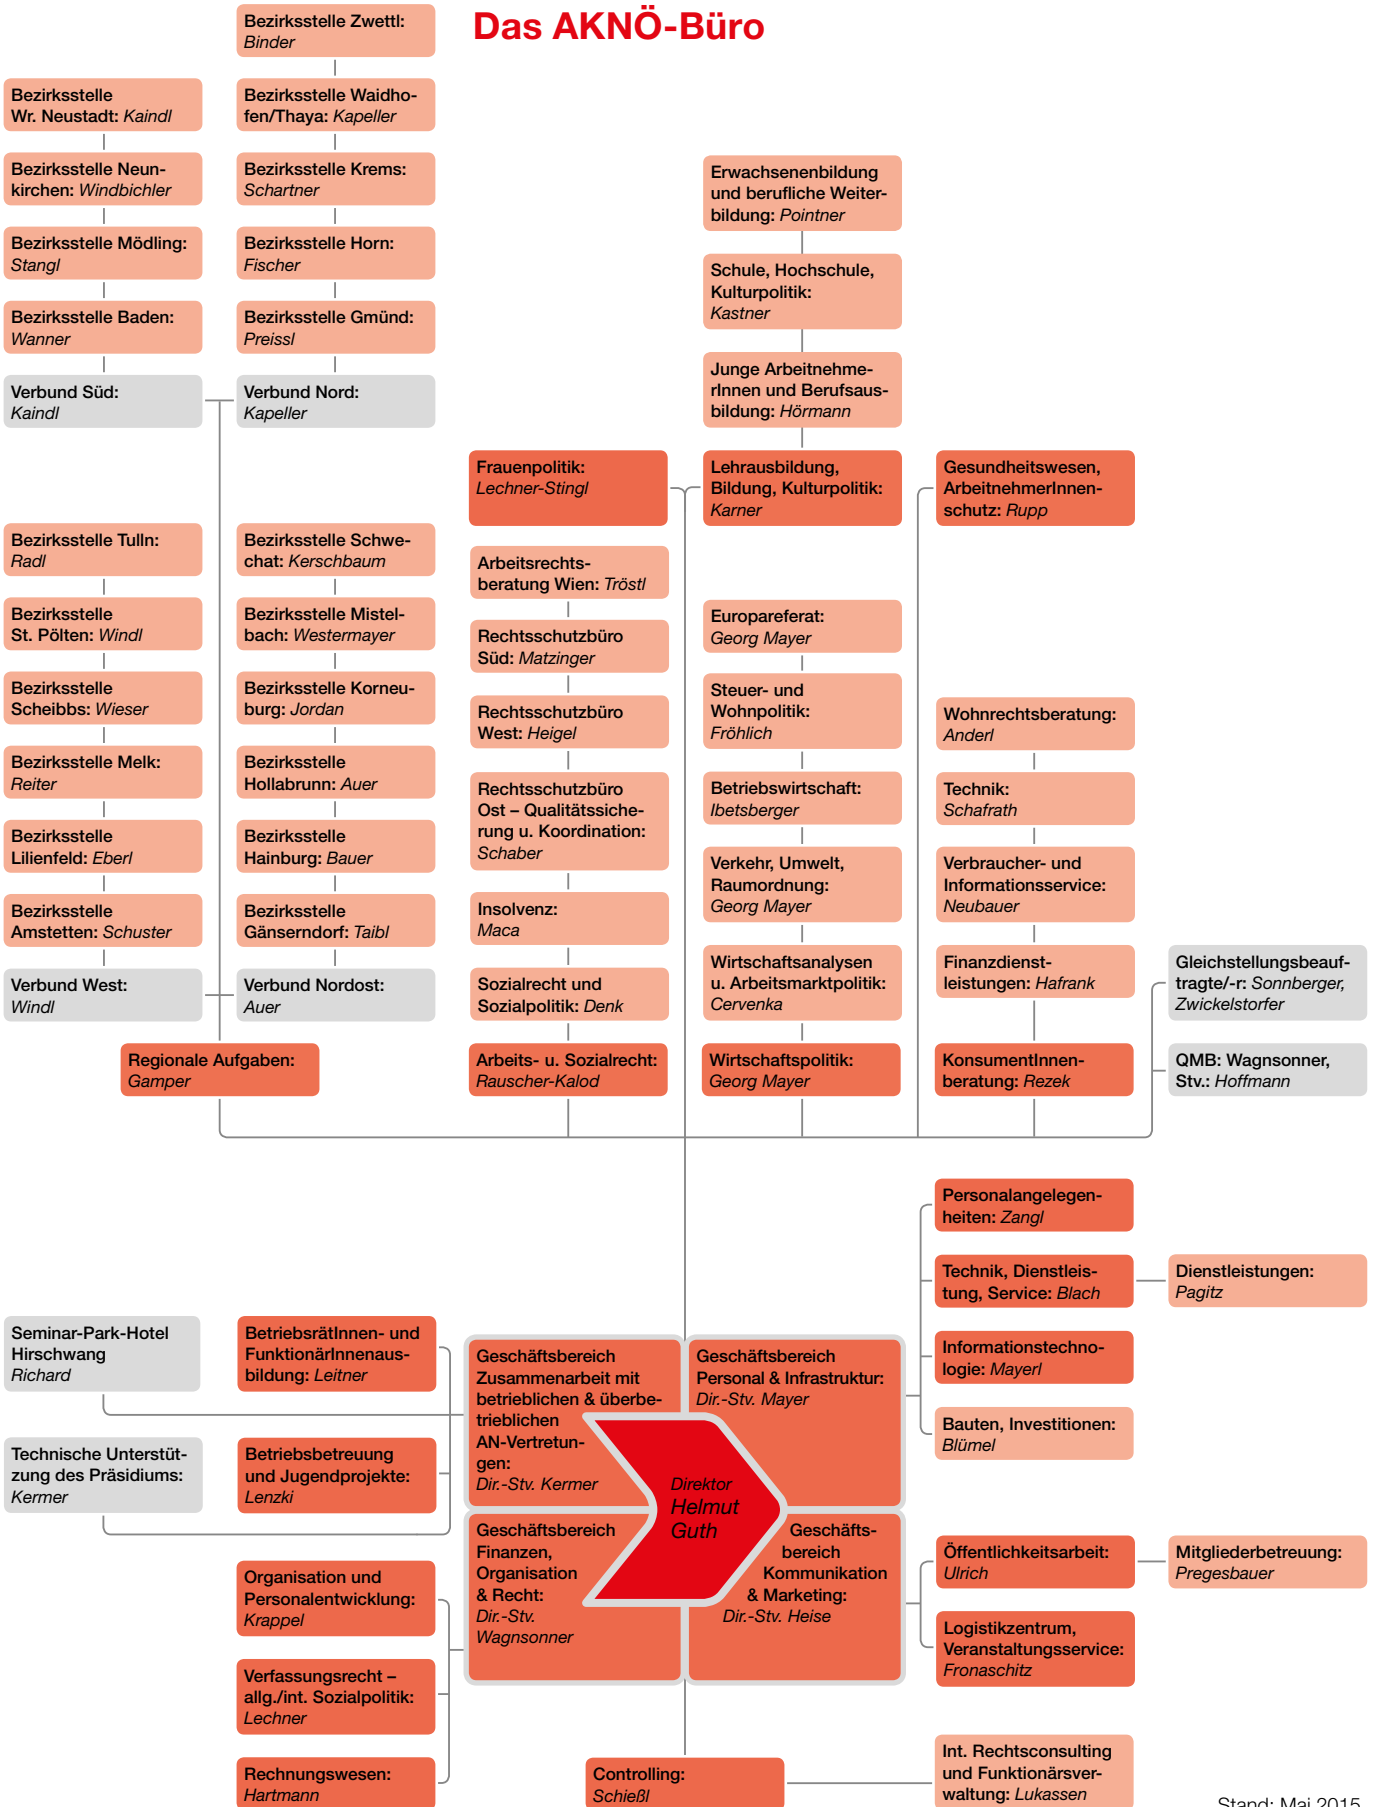 Das AKNÖ-Büro
Bezirksstelle Zwettl:
Binder
Bezirksstelle
Wr. Neustadt: Kaindl
Bezirksstelle Waidho-
fen/Thaya: Kapeller
Bezirksstelle Neun-
kirchen: Windbichler
Bezirksstelle Krems:
Schartner
Bezirksstelle Mödling:
Stangl
Bezirksstelle Horn:
Fischer
Bezirksstelle Baden:
Wanner
Bezirksstelle Gmünd:
Preissl
Verbund Süd:
Kaindl
Verbund Nord:
Kapeller
Erwachsenenbildung
und berufliche Weiter-
bildung: Pointner
Schule, Hochschule,
Kulturpolitik:
Kastner
Junge Arbeitnehme-
rInnen und Berufsaus-
bildung: Hörmann
Frauenpolitik:
Lechner-Stingl
Lehrausbildung,
Bildung, Kulturpolitik:
Karner
Gesundheitswesen,
ArbeitnehmerInnen-
schutz: Rupp
Bezirksstelle Tulln:
Radl
Bezirksstelle
St. Pölten: Windl
Bezirksstelle
Scheibbs: Wieser
Bezirksstelle Melk:
Reiter
Bezirksstelle
Lilienfeld: Eberl
Bezirksstelle
Amstetten: Schuster
Verbund West:
Windl
Bezirksstelle Schwe-
chat: Kerschbaum
Bezirksstelle Mistel-
bach: Westermayer
Bezirksstelle Korneu-
burg: Jordan
Bezirksstelle
Hollabrunn: Auer
Bezirksstelle
Hainburg: Bauer
Bezirksstelle
Gänserndorf: Taibl
Verbund Nordost:
Auer
Regionale Aufgaben:
Gamper
Arbeitsrechts-
beratung Wien: Tröstl
Rechtsschutzbüro
Süd: Matzinger
Rechtsschutzbüro
West: Heigel
Rechtsschutzbüro
Ost – Qualitätssiche-
rung u. Koordination:
Schaber
Insolvenz:
Maca
Sozialrecht und
Sozialpolitik: Denk
Arbeits- u. Sozialrecht:
Rauscher-Kalod
Europareferat:
Georg Mayer
Steuer- und
Wohnpolitik:
Fröhlich
Betriebswirtschaft:
Ibetsberger
Verkehr, Umwelt,
Raumordnung:
Georg Mayer
Wirtschaftsanalysen
u. Arbeitsmarktpolitik:
Cervenka
Wirtschaftspolitik:
Georg Mayer
Wohnrechtsberatung:
Anderl
Technik:
Schafrath
Verbraucher- und
Informationsservice:
Neubauer
Finanzdienst-
leistungen: Hafrank
KonsumentInnen-
beratung: Rezek
Gleichstellungsbeauf-
tragte/-r: Sonnberger,
Zwickelstorfer
QMB: Wagnsonner,
Stv.: Hoffmann
Personalangelegen-
heiten: Zangl
Technik, Dienstleis-
tung, Service: Blach
Dienstleistungen:
Pagitz
Informationstechno-
logie: Mayerl
Bauten, Investitionen:
Blümel
Seminar-Park-Hotel
Hirschwang
Richard
BetriebsrätInnen- und
FunktionärInnenaus-
bildung: Leitner
Technische Unterstüt-
zung des Präsidiums:
Kermer
Betriebsbetreuung
und Jugendprojekte:
Lenzki
Geschäftsbereich
Zusammenarbeit mit
betrieblichen & überbe-
trieblichen
AN-Vertretun-
gen:
Dir.-Stv. Kermer
Geschäftsbereich
Personal & Infrastruktur:
Dir.-Stv. Mayer
Direktor
Helmut
Guth
Geschäftsbereich
Finanzen,
Organisation
& Recht:
Dir.-Stv.
Wagnsonner
Geschäfts-
bereich
Kommunikation
& Marketing:
Dir.-Stv. Heise
Öffentlichkeitsarbeit:
Ulrich
Mitgliederbetreuung:
Pregesbauer
Logistikzentrum,
Veranstaltungsservice:
Fronaschitz
Organisation und
Personalentwicklung:
Krappel
Verfassungsrecht –
allg./int. Sozialpolitik:
Lechner
Rechnungswesen:
Hartmann
Controlling:
Schießl
Int. Rechtsconsulting
und Funktionärsver-
waltung: Lukassen
Stand: Mai 2015